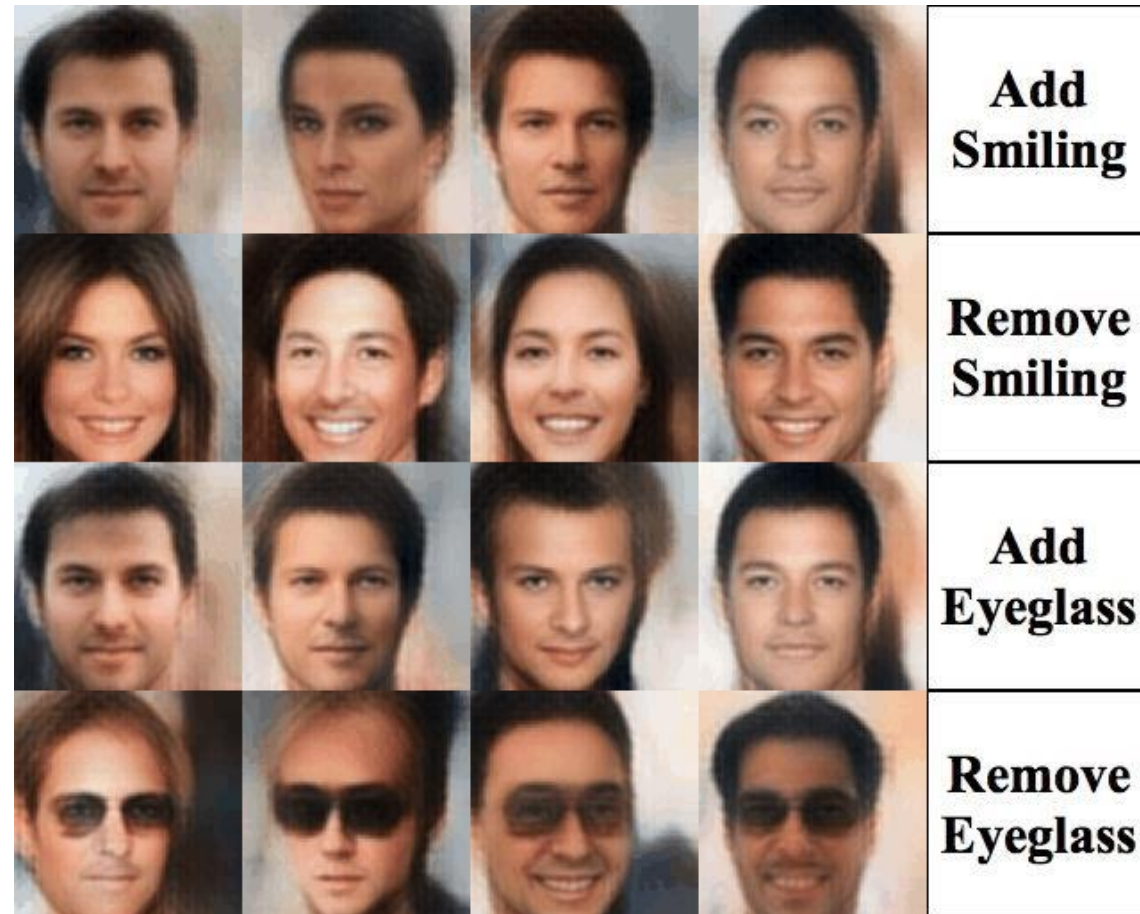 Add
Smiling
Remove
Smiling
Add
Eyeglass
Remove
Eyeglass